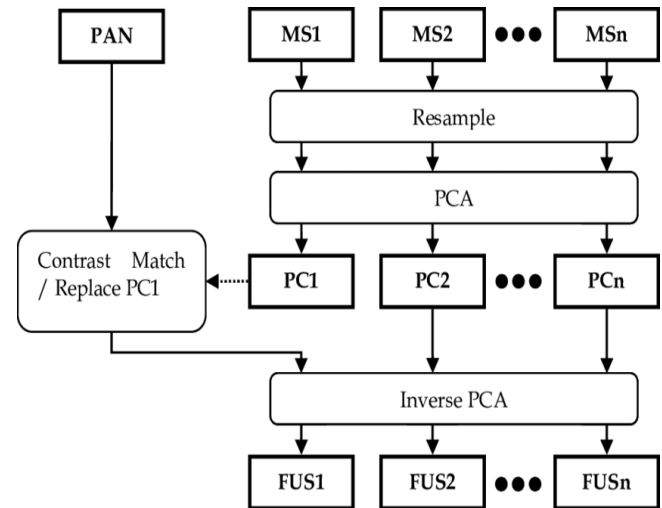 PAN
MS1 MS2 ●●● MSn
Resample
PCA
Contrast Match
/ Replace PC1
PC1 PC2 ●●● PCn
Inverse PCA
FUS1 FUS2 ●●● FUSn